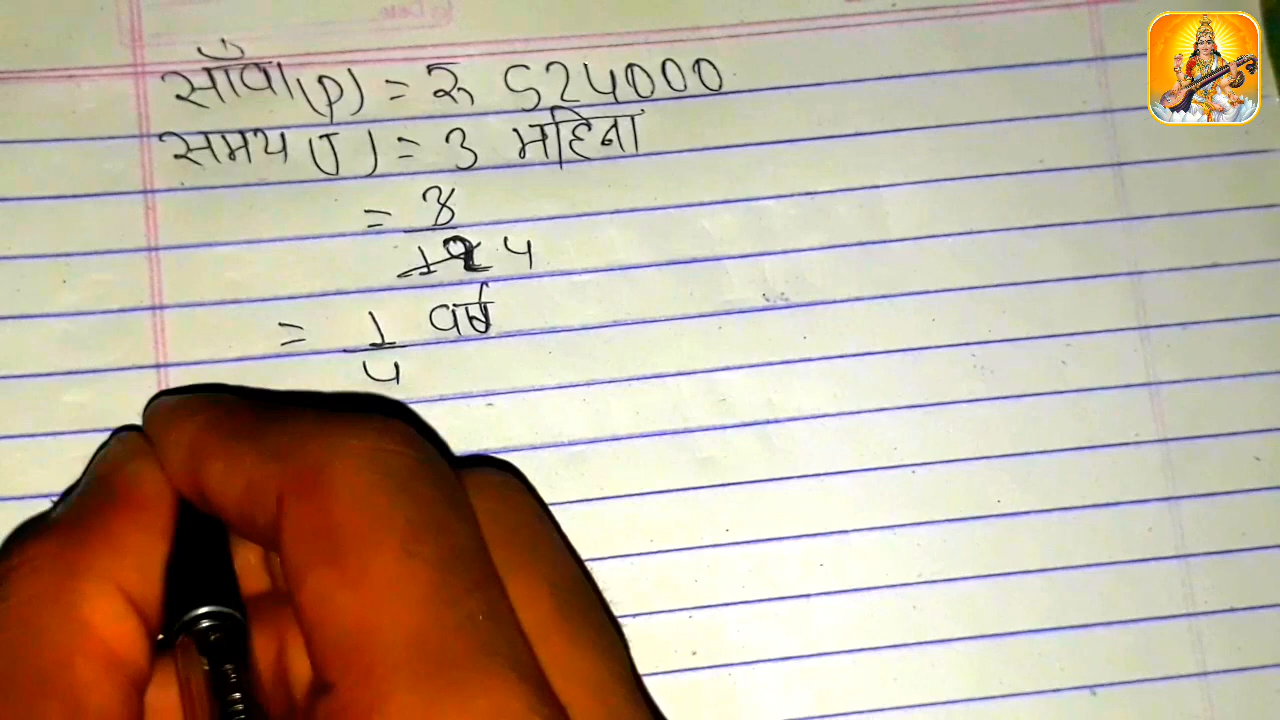 साँवा (P) = रु 524000
समय (T) = 3 महिना
= 3
12 4
= 1 वर्ष
4